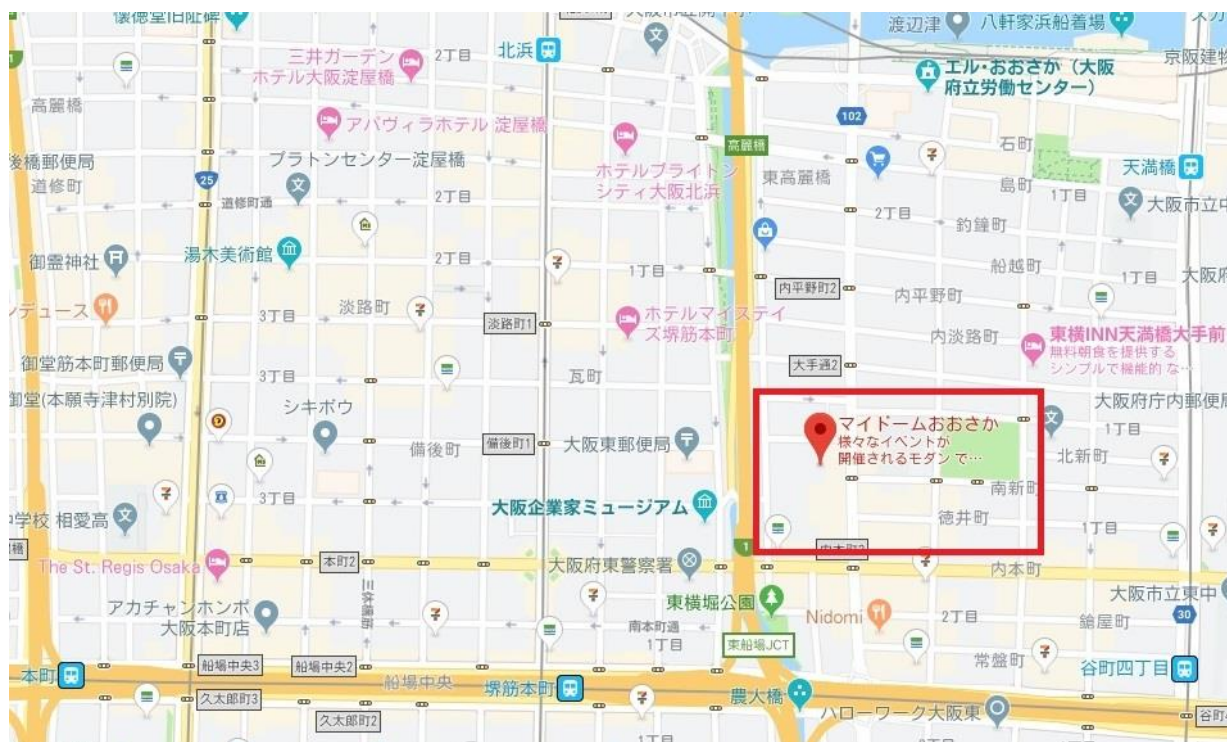 懐徳堂旧址碑
渡辺津
八軒家浜船着場
三井ガーデン
ホテル大阪淀屋橋
2丁目
北浜
エル・おおさか（大阪
府立労働センター）
京阪建物
高麗橋
アパヴィラホテル 淀屋橋
102
石町
後橋郵便局
プラトンセンター淀屋橋
ホテルブライトン
シティ大阪北浜
高麗橋
東高麗橋
天満橋
道修町
25
道修町通
2丁目
島町
1丁目
大阪市立中
2丁目
釣鐘町
湯木美術館
御霊神社
2丁目
1丁目
船越町
1丁目
大阪府
内平野町2
内平野町
ンデュース
3丁目
淡路町
淡路町1
ホテルマイステイ
ズ堺筋本町
内淡路町
東横INN天満橋大手前
無料朝食を提供する
シンプルで機能的 な…
御堂筋本町郵便局
3丁目
瓦町
大手通2
御堂(本願寺津村別院)
シキボウ
マイドームおおさか
様々なイベントが
開催されるモダン で…
大阪府庁内郵便局
1丁目
備後町
備後町1
大阪東郵便局
北新町
3丁目
大阪企業家ミュージアム
南新町
中学校 相愛高
徳井町
1丁目
1
The St. Regis Osaka
本町2
大阪府東警察署
内本町2
内本町
アカチャンホンポ
大阪本町店
三休橋筋
東横堀公園
Nidomi
2丁目
大阪市立東中
鎗屋町
30
南本町通
1丁目
東船場JCT
常盤町
谷町四丁目
本町
船場中央3
船場中央2
船場中央
堺筋本町
農人橋
久太郎町3
久太郎町2
ハローワーク大阪東
谷町4
1丁目